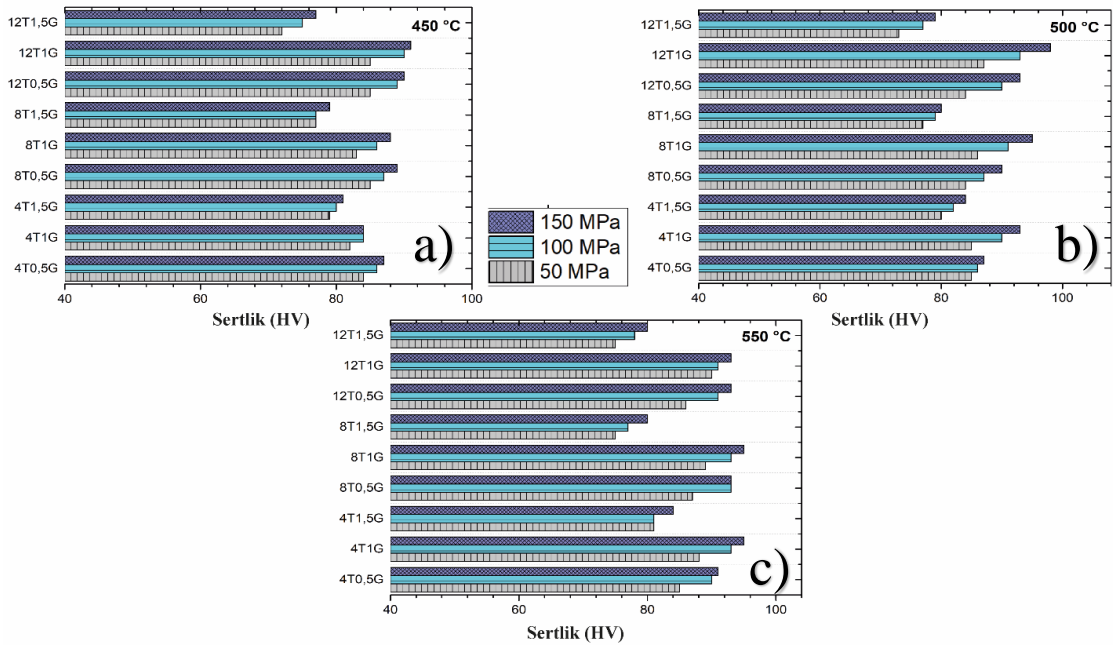 450 °C
12T1,5G
12T1G
12T0,5G
8T1,5G
8T1G
8T0,5G
4T1,5G
4T1G
4T0,5G
40 60 80 100
Sertlik (HV)
a)
150 MPa
100 MPa
50 MPa
500 °C
12T1,5G
12T1G
12T0,5G
8T1,5G
8T1G
8T0,5G
4T1,5G
4T1G
4T0,5G
40 60 80 100
Sertlik (HV)
b)
550 °C
12T1,5G
12T1G
12T0,5G
8T1,5G
8T1G
8T0,5G
4T1,5G
4T1G
4T0,5G
40 60 80 100
Sertlik (HV)
c)